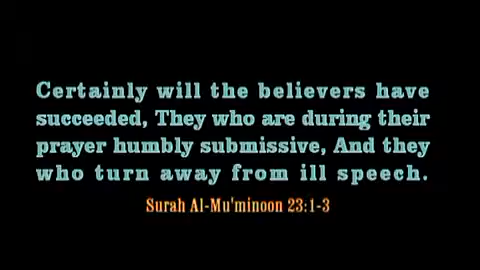 Certainly will the believers have
succeeded, They who are during their
prayer humbly submissive, And they
who turn away from ill speech.
Surah Al-Mu'minoon 23:1-3